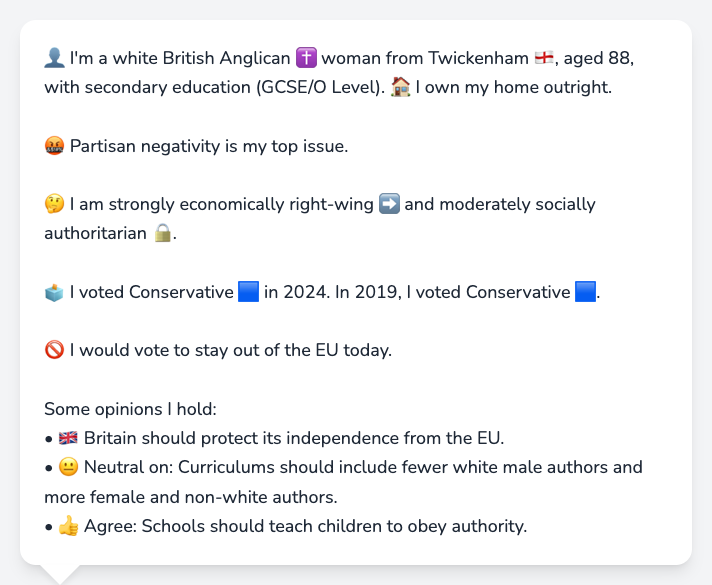 👤 I'm a white British Anglican ✝️ woman from Twickenham 🏴󠁧󠁢󠁥󠁮󠁧󠁿, aged 88,
with secondary education (GCSE/O Level). 🏠 I own my home outright.
🤬 Partisan negativity is my top issue.
🤔 I am strongly economically right-wing ➡️ and moderately socially
authoritarian 🔒.
🗳️ I voted Conservative 🟦 in 2024. In 2019, I voted Conservative 🟦.
🚫 I would vote to stay out of the EU today.
Some opinions I hold:
• 🇬🇧 Britain should protect its independence from the EU.
• 😐 Neutral on: Curriculums should include fewer white male authors and
more female and non-white authors.
• 👍 Agree: Schools should teach children to obey authority.